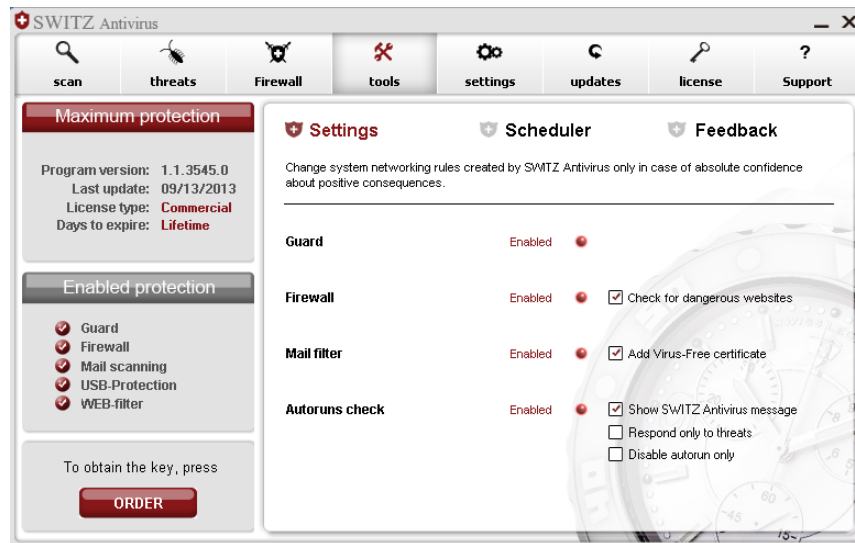 SWITZ Antivirus
scan
threats
Firewall
tools
settings
updates
license
?
Support
Maximum protection
Program version: 1.1.3545.0
Last update: 09/13/2013
License type: Commercial
Days to expire: Lifetime
Enabled protection
Guard
Firewall
Mail scanning
USB-Protection
WEB-filter
To obtain the key, press
ORDER
Settings
Scheduler
Feedback
Change system networking rules created by SWITZ Antivirus only in case of absolute confidence
about positive consequences.
Guard Enabled
Firewall Enabled Check for dangerous websites
Mail filter Enabled Add Virus-Free certificate
Autoruns check Enabled Show SWITZ Antivirus message
Respond only to threats
Disable autorun only
60
45
15